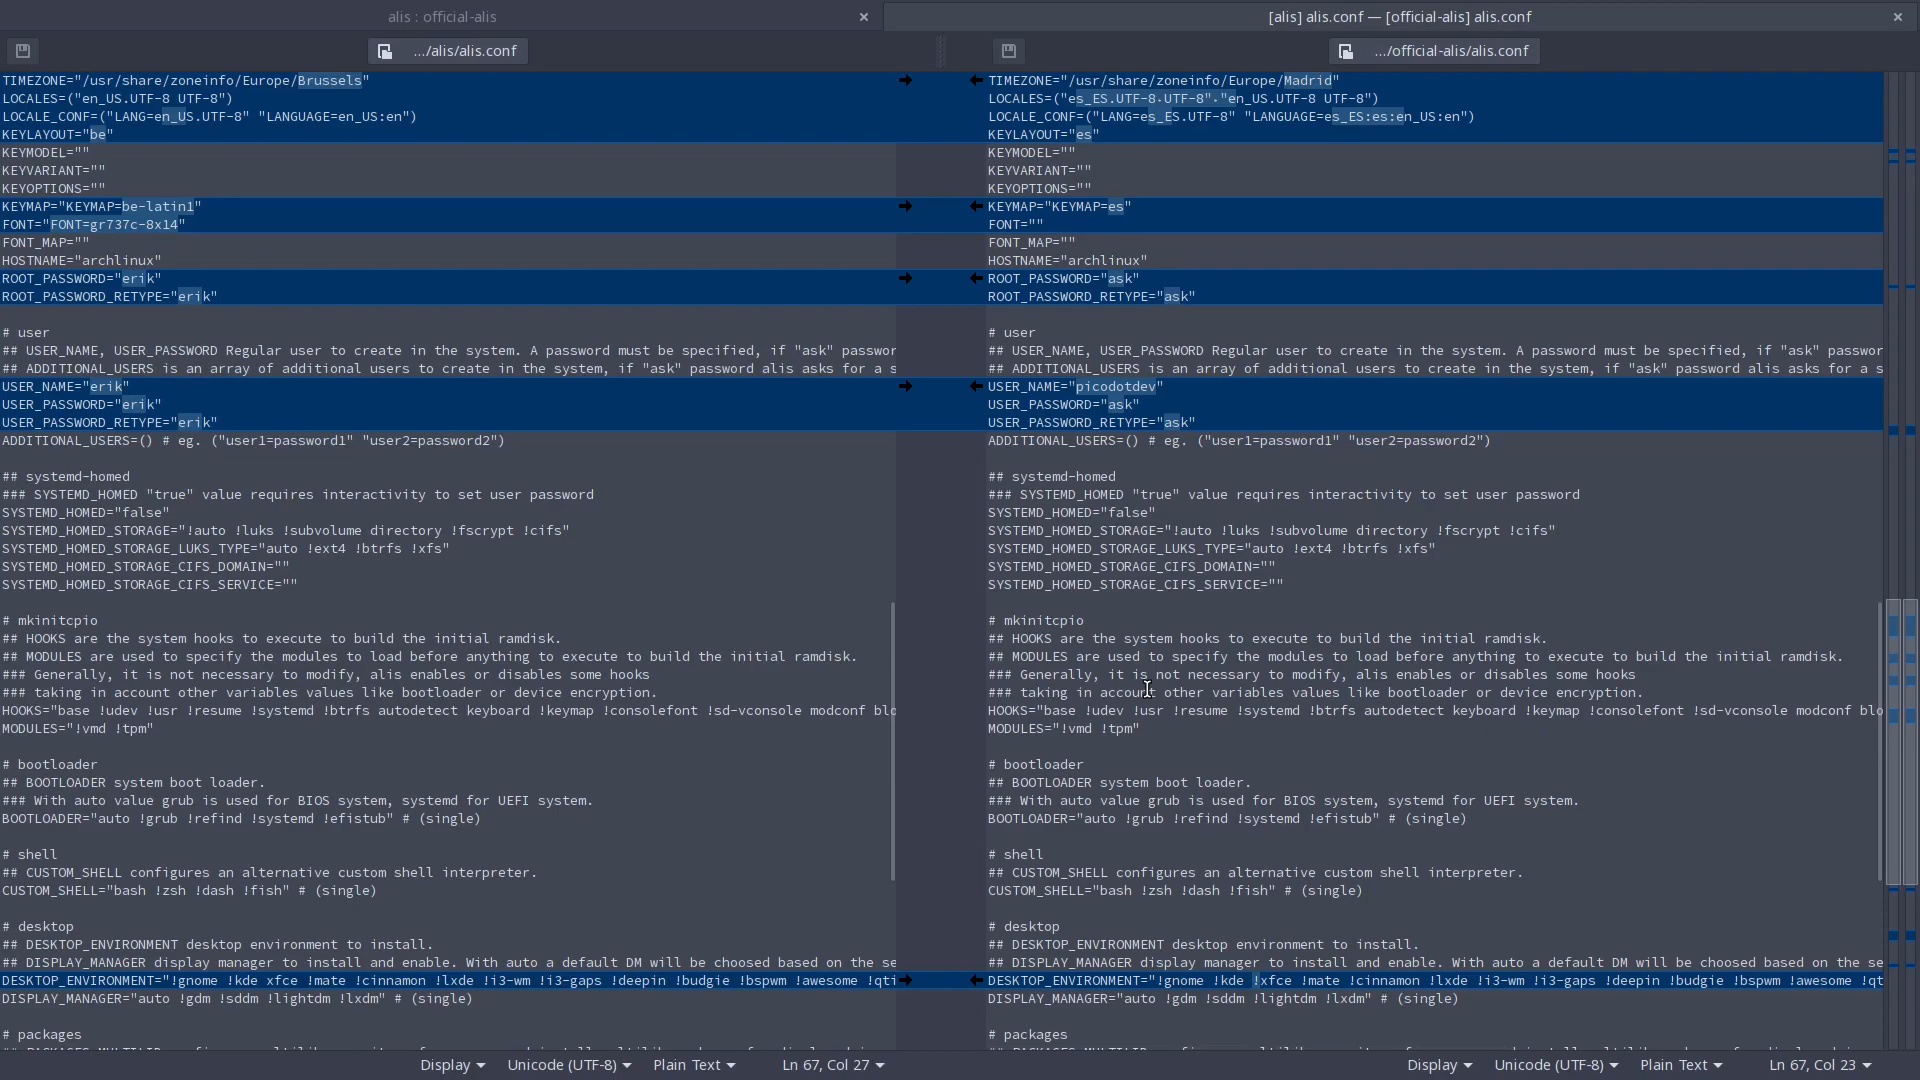 alis : official-alis
[alis] alis.conf — [official-alis] alis.conf
.../alis/alis.conf
TIMEZONE="/usr/share/zoneinfo/Europe/Brussels"
LOCALES=("en_US.UTF-8 UTF-8")
LOCALE_CONF=("LANG=en_US.UTF-8" "LANGUAGE=en_US:en")
KEYLAYOUT="be"
KEYMODEL=""
KEYVARIANT=""
KEYOPTIONS=""
KEYMAP="KEYMAP=be-latin1"
FONT="FONT=gr737c-8x14"
FONT_MAP=""
HOSTNAME="archlinux"
ROOT_PASSWORD="erik"
ROOT_PASSWORD_RETYPE="erik"
# user
## USER_NAME, USER_PASSWORD Regular user to create in the system. A password must be specified, if "ask" passwor
## ADDITIONAL_USERS is an array of additional users to create in the system, if "ask" password alis asks for a s
USER_NAME="erik"
USER_PASSWORD="erik"
USER_PASSWORD_RETYPE="erik"
ADDITIONAL_USERS=() # eg. ("user1=password1" "user2=password2")
## systemd-homed
### SYSTEMD_HOMED "true" value requires interactivity to set user password
SYSTEMD_HOMED="false"
SYSTEMD_HOMED_STORAGE="!auto !luks !subvolume directory !fscrypt !cifs"
SYSTEMD_HOMED_STORAGE_LUKS_TYPE="auto !ext4 !btrfs !xfs"
SYSTEMD_HOMED_STORAGE_CIFS_DOMAIN=""
SYSTEMD_HOMED_STORAGE_CIFS_SERVICE=""
# mkinitcpio
## HOOKS are the system hooks to execute to build the initial ramdisk.
## MODULES are used to specify the modules to load before anything to execute to build the initial ramdisk.
### Generally, it is not necessary to modify, alis enables or disables some hooks
### taking in account other variables values like bootloader or device encryption.
HOOKS="base !udev !usr !resume !systemd !btrfs autodetect keyboard !keymap !consolefont !sd-vconsole modconf blo
MODULES="!vmd !tpm"
# bootloader
## BOOTLOADER system boot loader.
### With auto value grub is used for BIOS system, systemd for UEFI system.
BOOTLOADER="auto !grub !refind !systemd !efistub" # (single)
# shell
## CUSTOM_SHELL configures an alternative custom shell interpreter.
CUSTOM_SHELL="bash !zsh !dash !fish" # (single)
# desktop
## DESKTOP_ENVIRONMENT desktop environment to install.
## DISPLAY_MANAGER display manager to install and enable. With auto a default DM will be choosed based on the se
DESKTOP_ENVIRONMENT="!gnome !kde xfce !mate !cinnamon !lxde !i3-wm !i3-gaps !deepin !budgie !bspwm !awesome !qti
DISPLAY_MANAGER="auto !gdm !sddm !lightdm !lxdm" # (single)
# packages
Display Unicode (UTF-8) Plain Text Ln 67, Col 27
.../official-alis/alis.conf
TIMEZONE="/usr/share/zoneinfo/Europe/Madrid"
LOCALES=("es_ES.UTF-8 UTF-8" "en_US.UTF-8 UTF-8")
LOCALE_CONF=("LANG=es_ES.UTF-8" "LANGUAGE=es_ES:es:en_US:en")
KEYLAYOUT="es"
KEYMODEL=""
KEYVARIANT=""
KEYOPTIONS=""
KEYMAP="KEYMAP=es"
FONT=""
FONT_MAP=""
HOSTNAME="archlinux"
ROOT_PASSWORD="ask"
ROOT_PASSWORD_RETYPE="ask"
# user
## USER_NAME, USER_PASSWORD Regular user to create in the system. A password must be specified, if "ask" passwor
## ADDITIONAL_USERS is an array of additional users to create in the system, if "ask" password alis asks for a s
USER_NAME="picodotdev"
USER_PASSWORD="ask"
USER_PASSWORD_RETYPE="ask"
ADDITIONAL_USERS=() # eg. ("user1=password1" "user2=password2")
## systemd-homed
### SYSTEMD_HOMED "true" value requires interactivity to set user password
SYSTEMD_HOMED="false"
SYSTEMD_HOMED_STORAGE="!auto !luks !subvolume directory !fscrypt !cifs"
SYSTEMD_HOMED_STORAGE_LUKS_TYPE="auto !ext4 !btrfs !xfs"
SYSTEMD_HOMED_STORAGE_CIFS_DOMAIN=""
SYSTEMD_HOMED_STORAGE_CIFS_SERVICE=""
# mkinitcpio
## HOOKS are the system hooks to execute to build the initial ramdisk.
## MODULES are used to specify the modules to load before anything to execute to build the initial ramdisk.
### Generally, it is not necessary to modify, alis enables or disables some hooks
### taking in account other variables values like bootloader or device encryption.
HOOKS="base !udev !usr !resume !systemd !btrfs autodetect keyboard !keymap !consolefont !sd-vconsole modconf blo
MODULES="!vmd !tpm"
# bootloader
## BOOTLOADER system boot loader.
### With auto value grub is used for BIOS system, systemd for UEFI system.
BOOTLOADER="auto !grub !refind !systemd !efistub" # (single)
# shell
## CUSTOM_SHELL configures an alternative custom shell interpreter.
CUSTOM_SHELL="bash !zsh !dash !fish" # (single)
# desktop
## DESKTOP_ENVIRONMENT desktop environment to install.
## DISPLAY_MANAGER display manager to install and enable. With auto a default DM will be choosed based on the se
DESKTOP_ENVIRONMENT="!gnome !kde !xfce !mate !cinnamon !lxde !i3-wm !i3-gaps !deepin !budgie !bspwm !awesome !qt
DISPLAY_MANAGER="auto !gdm !sddm !lightdm !lxdm" # (single)
# packages
Display Unicode (UTF-8) Plain Text Ln 67, Col 23